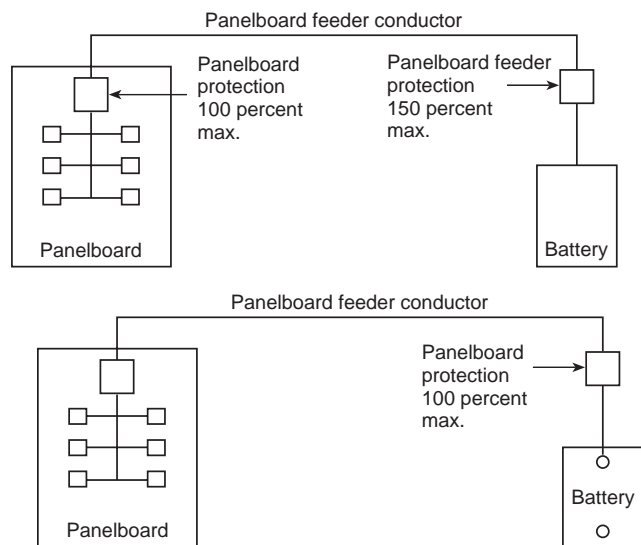 Panelboard feeder conductor
Panelboard
protection
100 percent
max.
Panelboard feeder
protection
150 percent
max.
Panelboard
Battery
Panelboard feeder conductor
Panelboard
protection
100 percent
max.
Battery
Panelboard